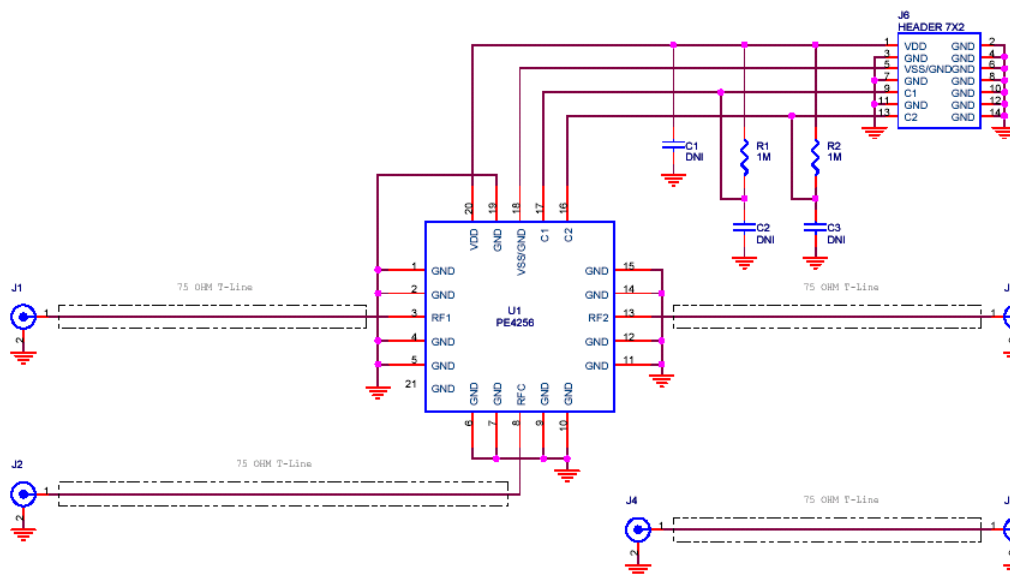 J6
HEADER 7X2
1 VDD GND 2
3 GND GND 4
5 VSS/GND GND 6
7 GND GND 8
9 C1 GND 10
11 GND GND 12
13 C2 GND 14
C1
DNI
R1
1M
R2
1M
C2
DNI
C3
DNI
20 19 18 17 16
VDD GND VSS/GND C1 C2
1 GND GND 15
2 GND GND 14
J1
75 OHM T-Line
75 OHM T-Line
J
1 3 RF1 RF2 13 1
2
U1
PE4256
4 GND GND 12
5 GND GND 11
21 GND
GND GND RFC GND GND
6 7 8 9 10
J2
75 OHM T-Line
1
2
J4
75 OHM T-Line
J
1 1
2